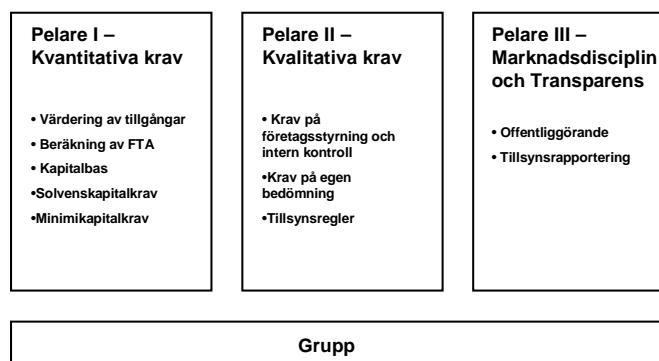 Pelare I –
Kvantitativa krav
• Värdering av tillgångar
• Beräkning av FTA
• Kapitalbas
•Solvenskapitalkrav
•Minimikapitalkrav
Pelare II –
Kvalitativa krav
• Krav på
företagsstyrning och
intern kontroll
•Krav på egen
bedömning
•Tillsynsregler
Pelare III –
Marknadsdisciplin
och Transparens
• Offentliggörande
• Tillsynsrapportering
Grupp